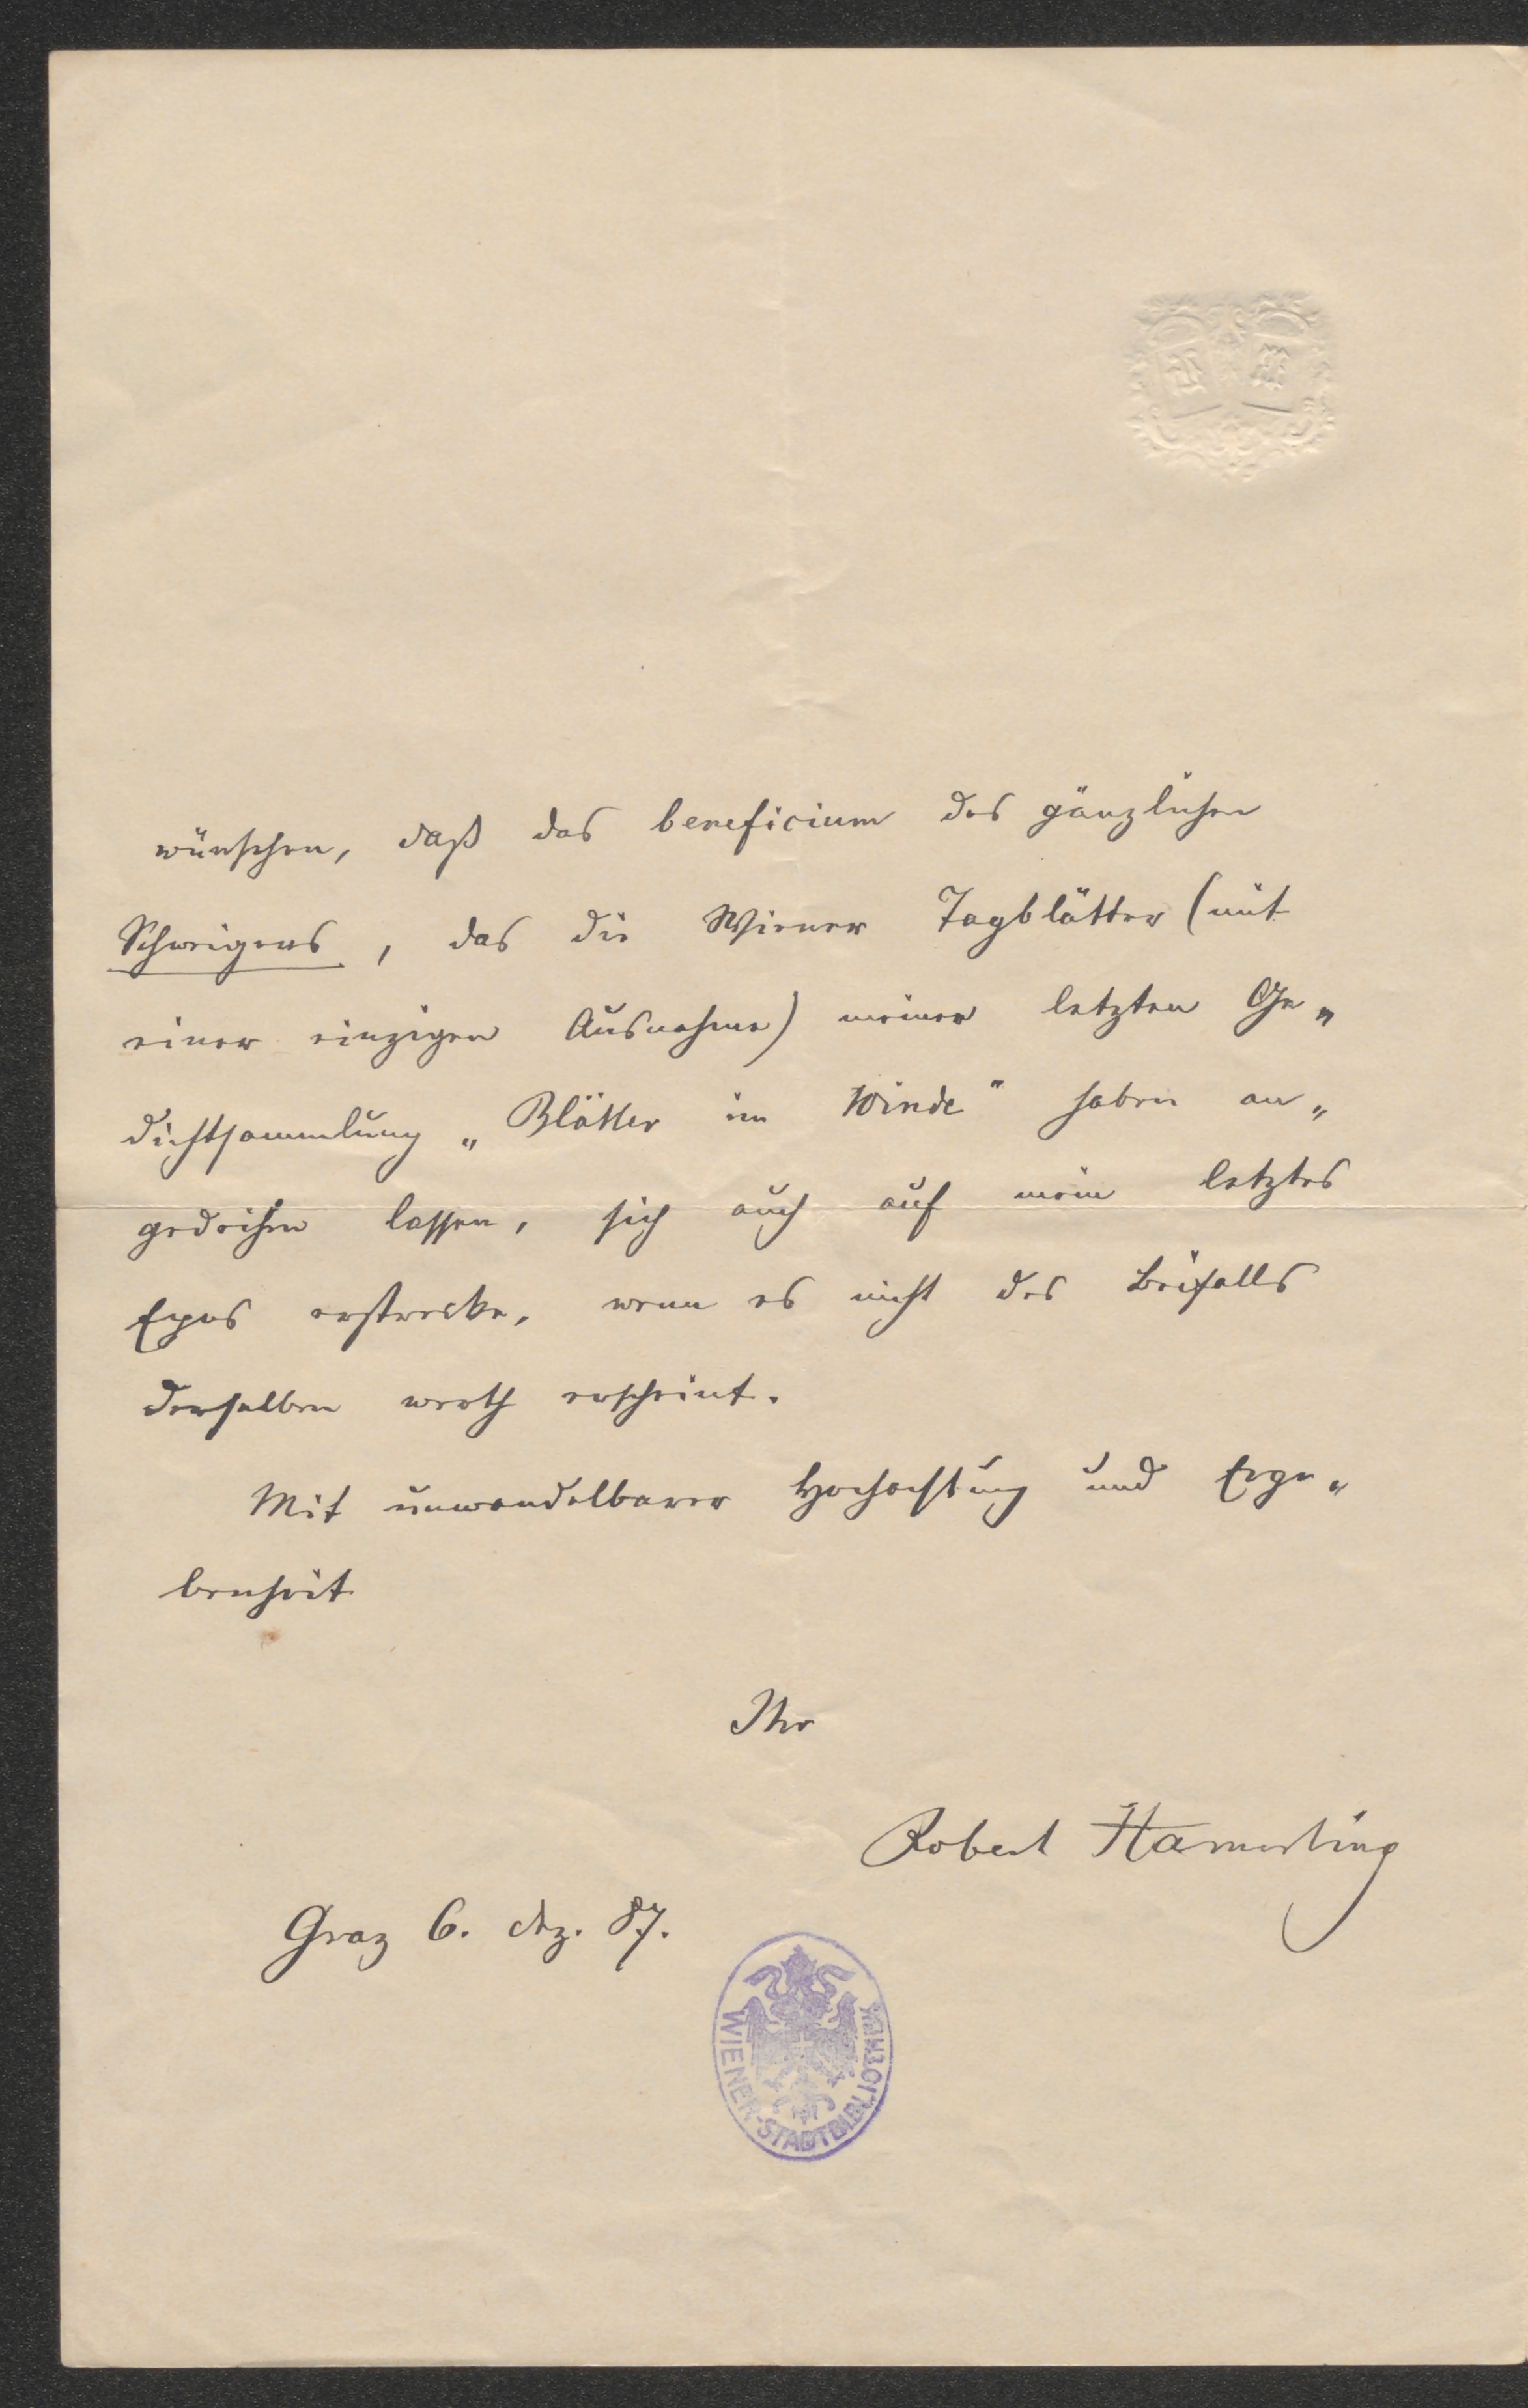 wünschen, daß das beneficium des gänzlichen
Schweigens, das die Wiener Tagblätter (mit
einer einzigen Ausnahme) meiner letzten Ge„
dichtsammlung „Blätter im Winde“ haben an„
gedeihen lassen, sich auch auf mein letztes
Epos erstrecke, wenn es nicht des Beifalls
derselben werth erscheint.
Mit unwandelbarer Hochachtung und Erge„
benheit
Ihr
Robert Hamerling
Graz 6. dez. 87.
WIENER-STADTBIBLIOTHEK